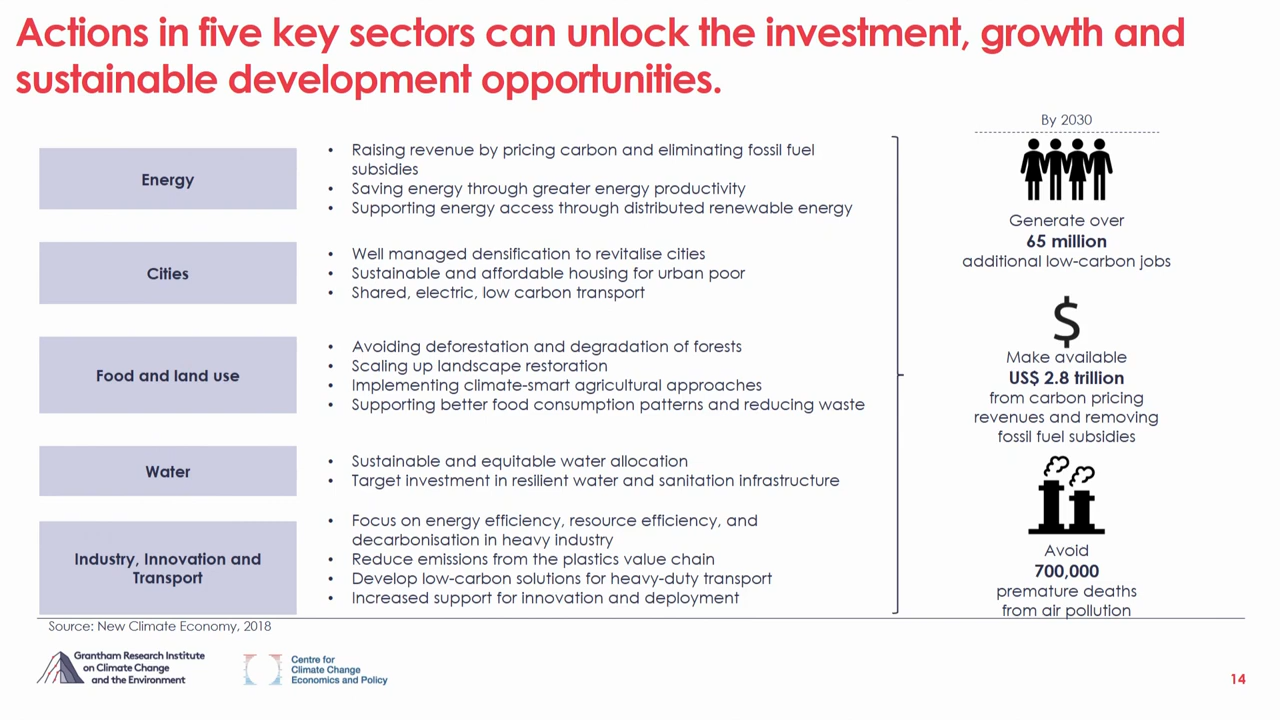 Actions in five key sectors can unlock the investment, growth and
sustainable development opportunities.
Energy
• Raising revenue by pricing carbon and eliminating fossil fuel
subsidies
• Saving energy through greater energy productivity
• Supporting energy access through distributed renewable energy
Cities
• Well managed densification to revitalise cities
• Sustainable and affordable housing for urban poor
• Shared, electric, low carbon transport
Food and land use
• Avoiding deforestation and degradation of forests
• Scaling up landscape restoration
• Implementing climate-smart agricultural approaches
• Supporting better food consumption patterns and reducing waste
Water
• Sustainable and equitable water allocation
• Target investment in resilient water and sanitation infrastructure
Industry, Innovation and
Transport
• Focus on energy efficiency, resource efficiency, and
decarbonisation in heavy industry
• Reduce emissions from the plastics value chain
• Develop low-carbon solutions for heavy-duty transport
• Increased support for innovation and deployment
By 2030
Generate over
65 million
additional low-carbon jobs
$
Make available
US$ 2.8 trillion
from carbon pricing
revenues and removing
fossil fuel subsidies
Avoid
700,000
premature deaths
from air pollution
Source: New Climate Economy, 2018
Grantham Research Institute
on Climate Change
and the Environment
Centre for
Climate Change
Economics and Policy
14